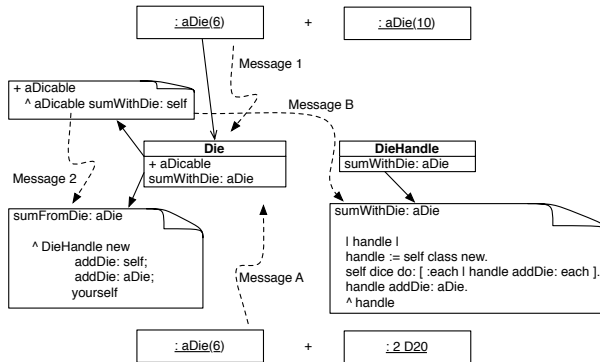 : aDie(6) + : aDie(10)
Message 1
+ aDicable
^ aDicable sumWithDie: self
Message B
Die
+ aDicable
sumWithDie: aDie
DieHandle
sumWithDie: aDie
Message 2
sumFromDie: aDie
^ DieHandle new
addDie: self;
addDie: aDie;
yourself
Message A
sumWithDie: aDie
| handle |
handle := self class new.
self dice do: [ :each | handle addDie: each ].
handle addDie: aDie.
^ handle
: aDie(6) + : 2 D20